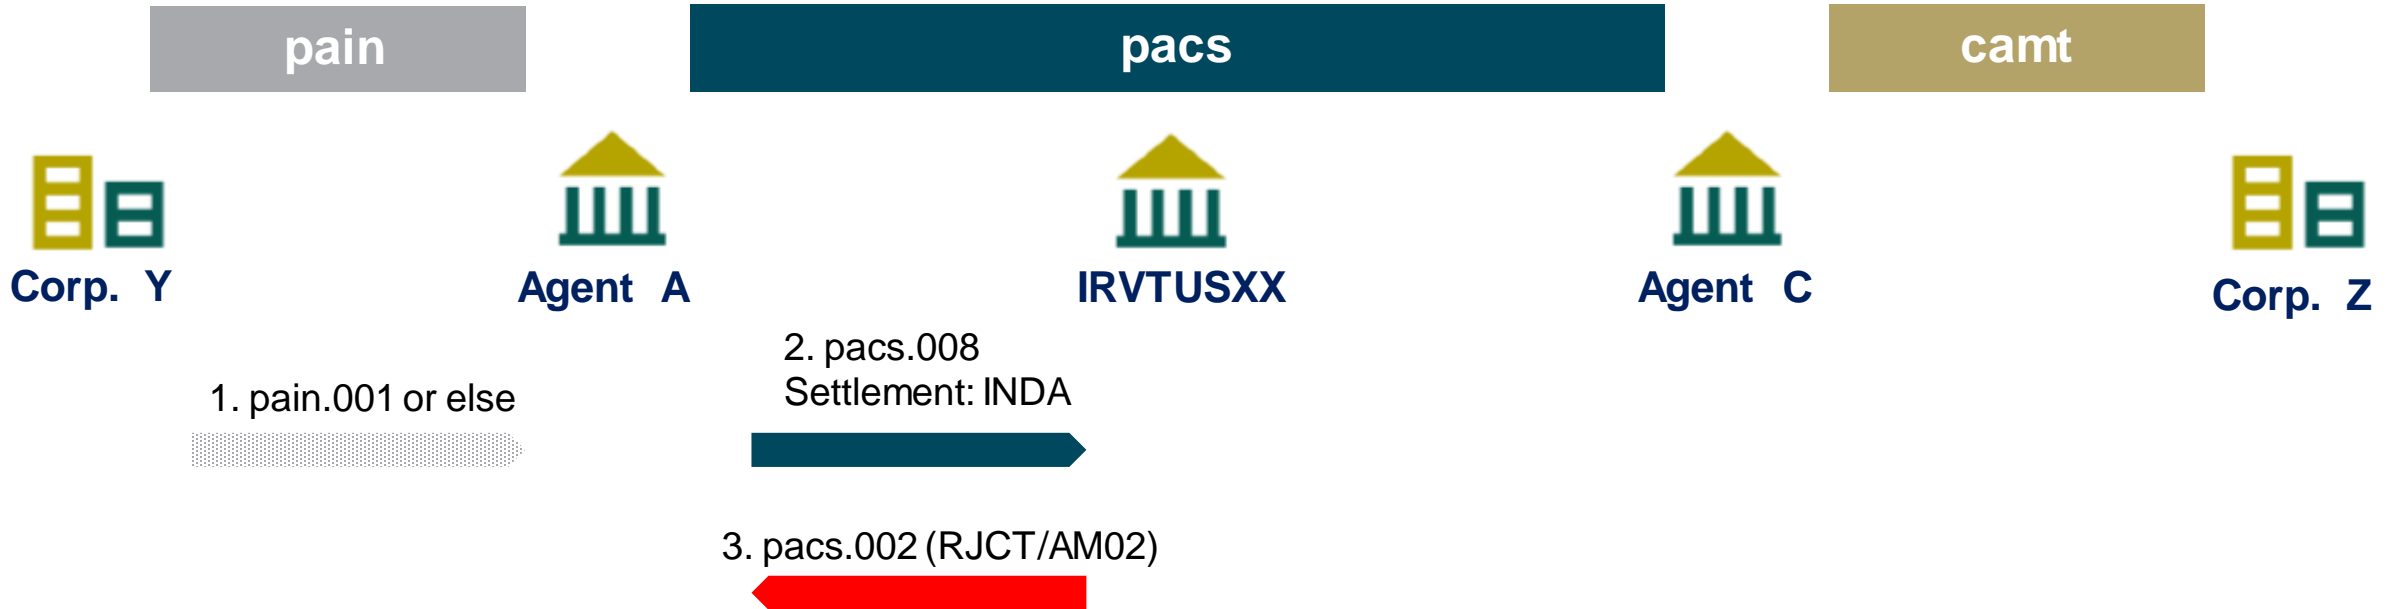 pain
pacs
camt
Corp. Y
Agent A
IRVTUSXX
Agent C
Corp. Z
1. pain.001 or else
2. pacs.008
Settlement: INDA
3. pacs.002 (RJCT/AM02)